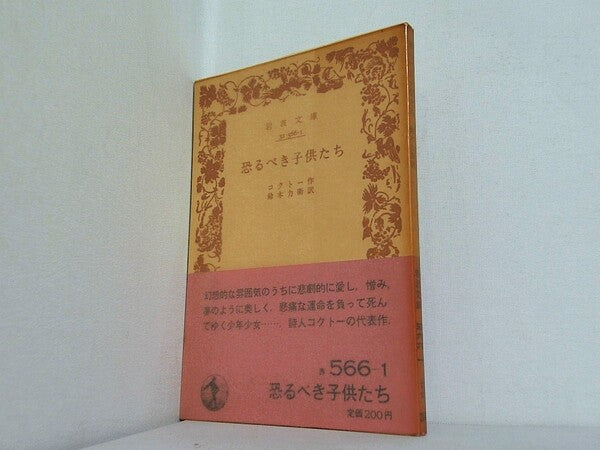 岩波文庫
恐るべき子供たち
コクトー作
鈴木力衛訳
幻想的な雰囲気のうちに悲劇的に愛し，憎み，
夢のように美しく，悲痛な運命を負って死ん
でゆく少年少女……．詩人コクトーの代表作．
赤 566-1
恐るべき子供たち
定価200円